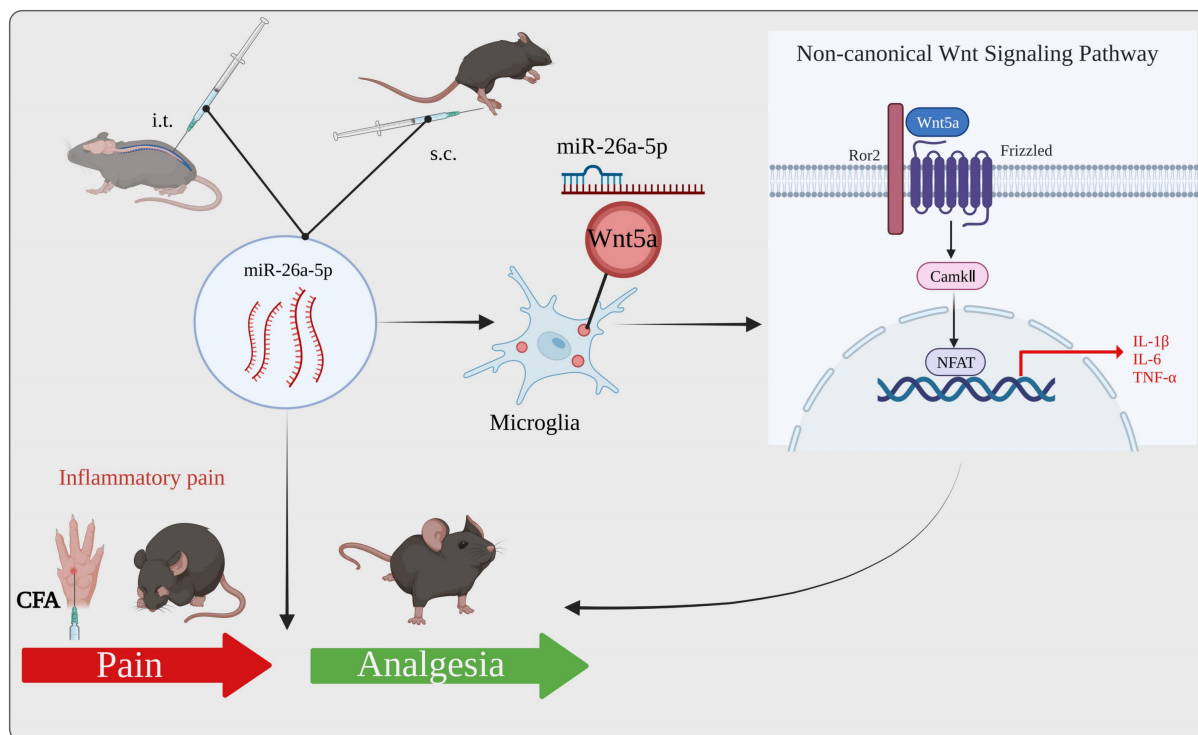 Non-canonical Wnt Signaling Pathway
i.t.
s.c.
miR-26a-5p
Wnt5a
Ror2
Frizzled
Wnt5a
miR-26a-5p
CamkⅡ
NFAT
IL-1β
IL-6
TNF-α
Microglia
Inflammatory pain
CFA
Pain
Analgesia